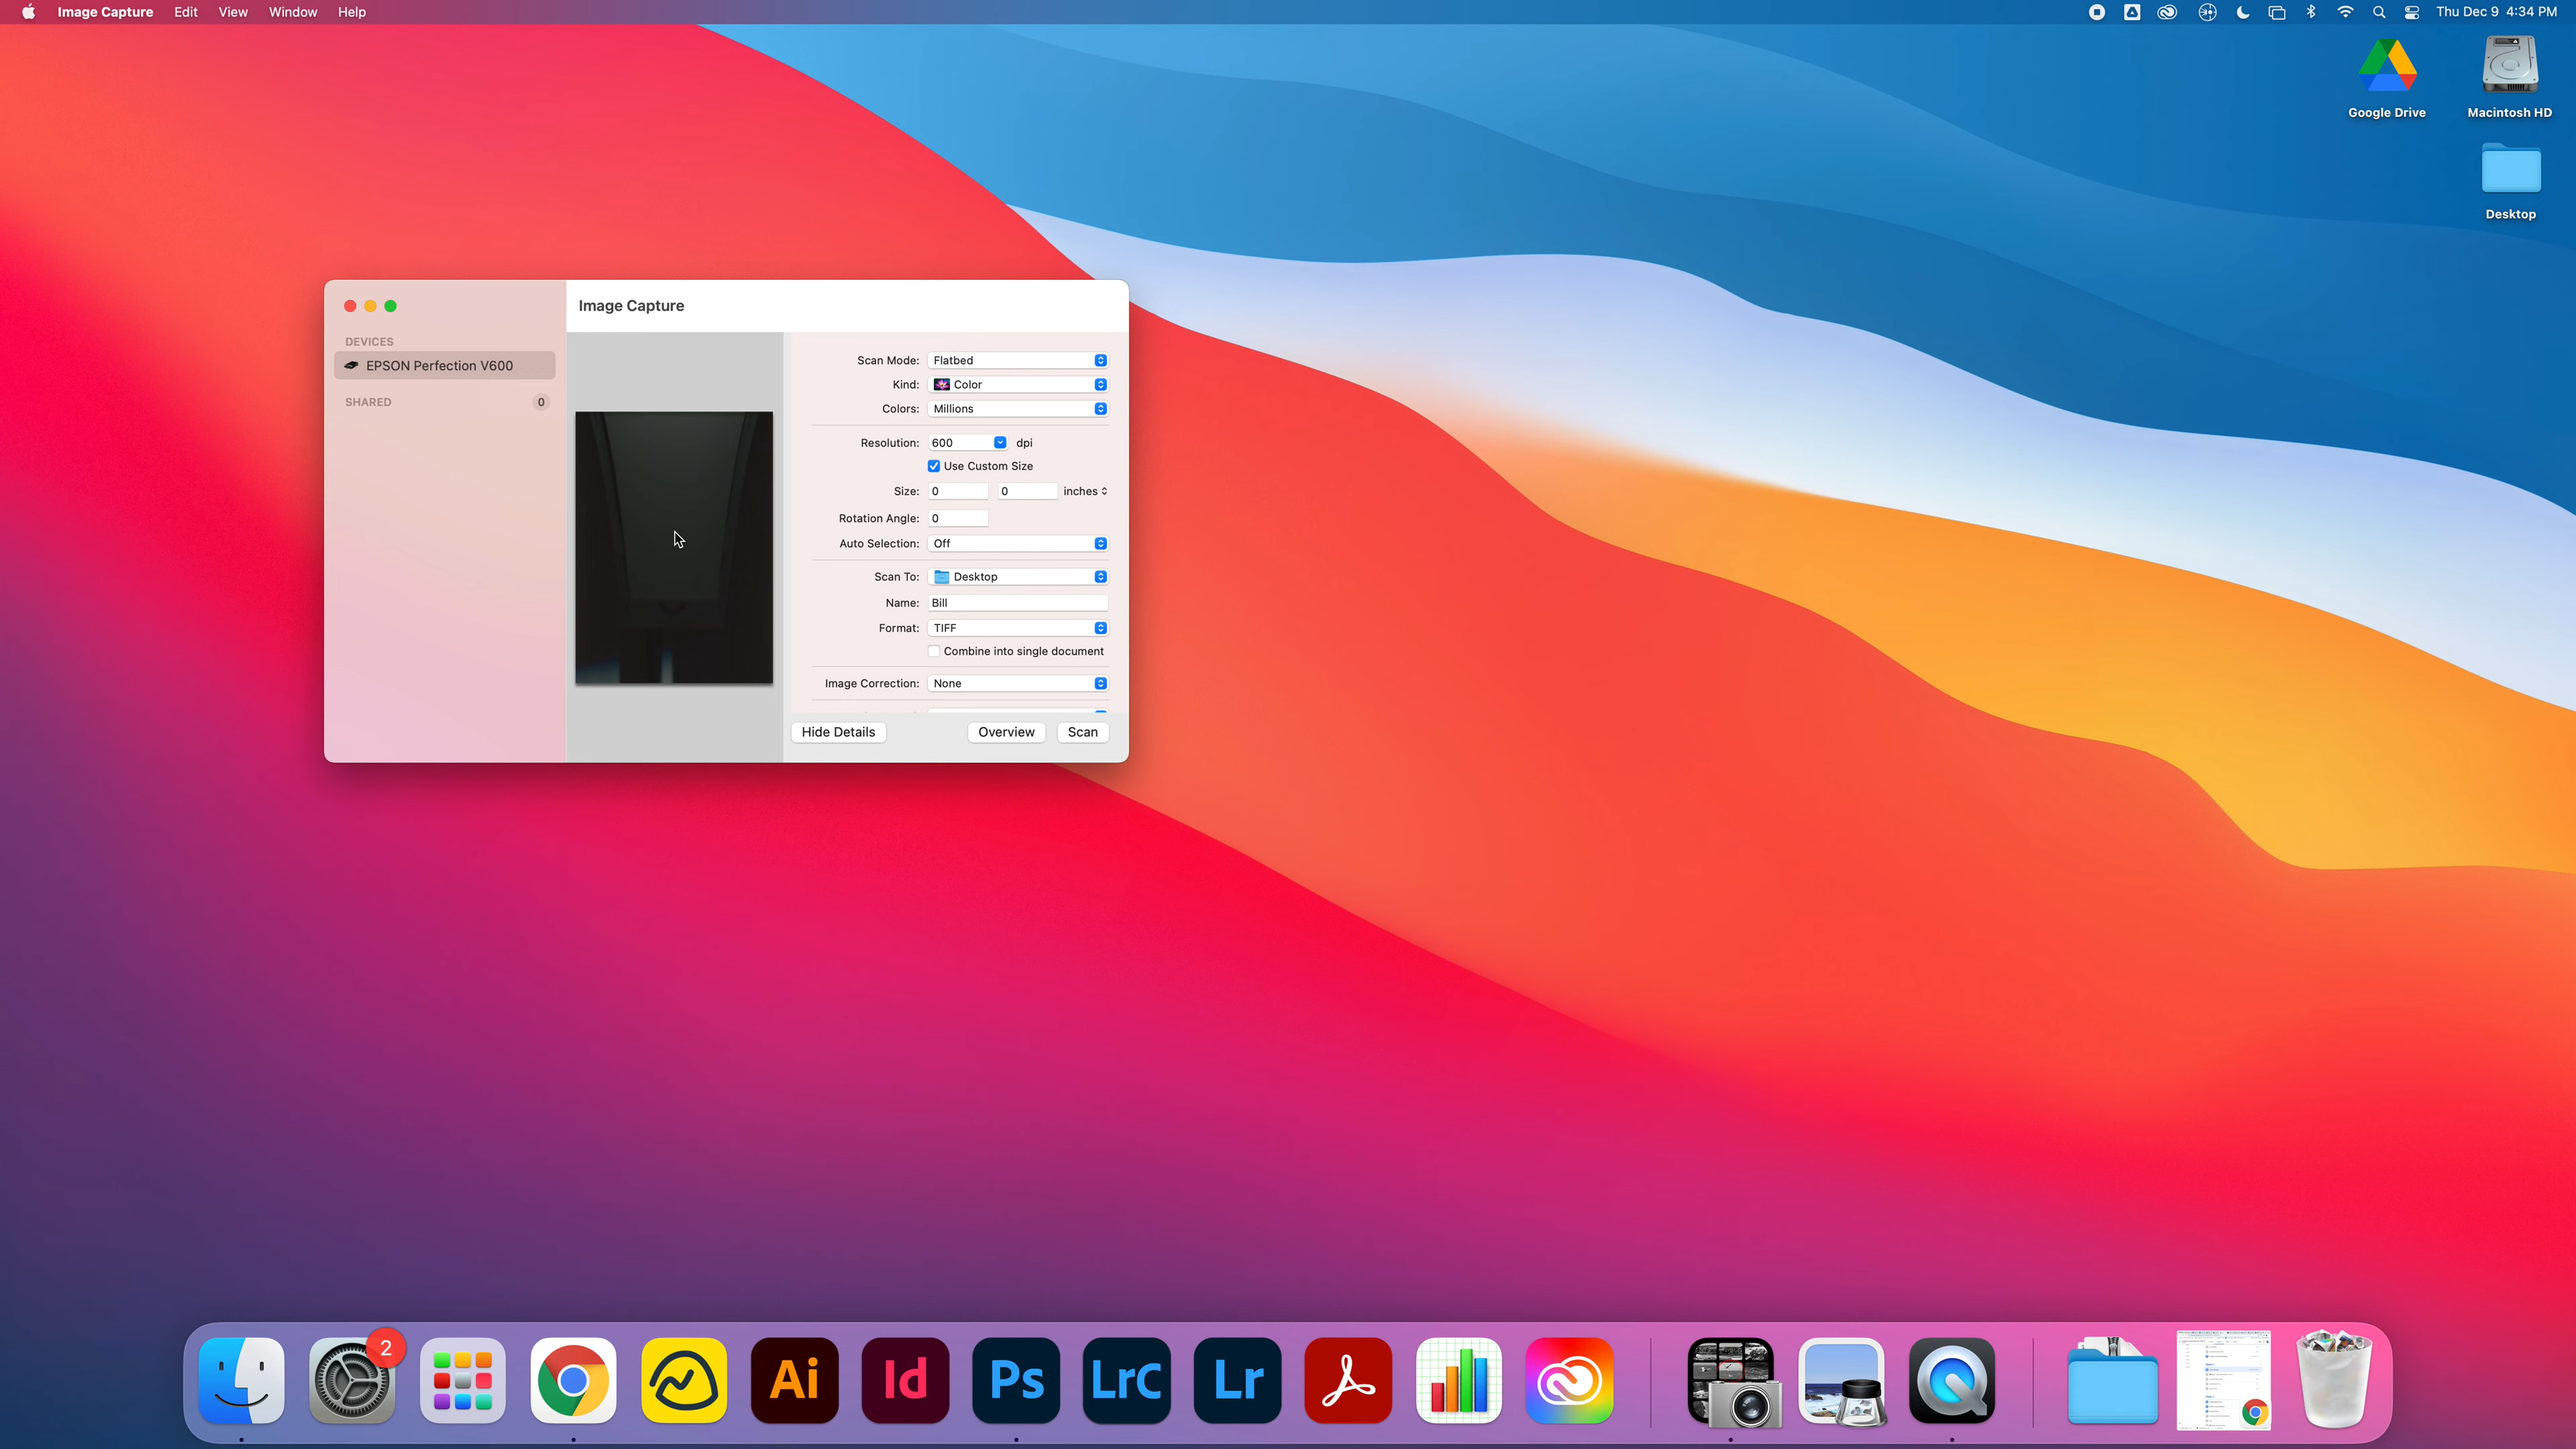 Image Capture Edit View Window Help
Thu Dec 9 4:34 PM
Google Drive
Macintosh HD
Desktop
Image Capture
DEVICES
EPSON Perfection V600
SHARED 0
Scan Mode: Flatbed
Kind: Color
Colors: Millions
Resolution: 600 dpi
Use Custom Size
Size: 0 0 inches
Rotation Angle: 0
Auto Selection: Off
Scan To: Desktop
Name: Bill
Format: TIFF
Combine into single document
Image Correction: None
Hide Details Overview Scan
2
Ai Id Ps LrC Lr